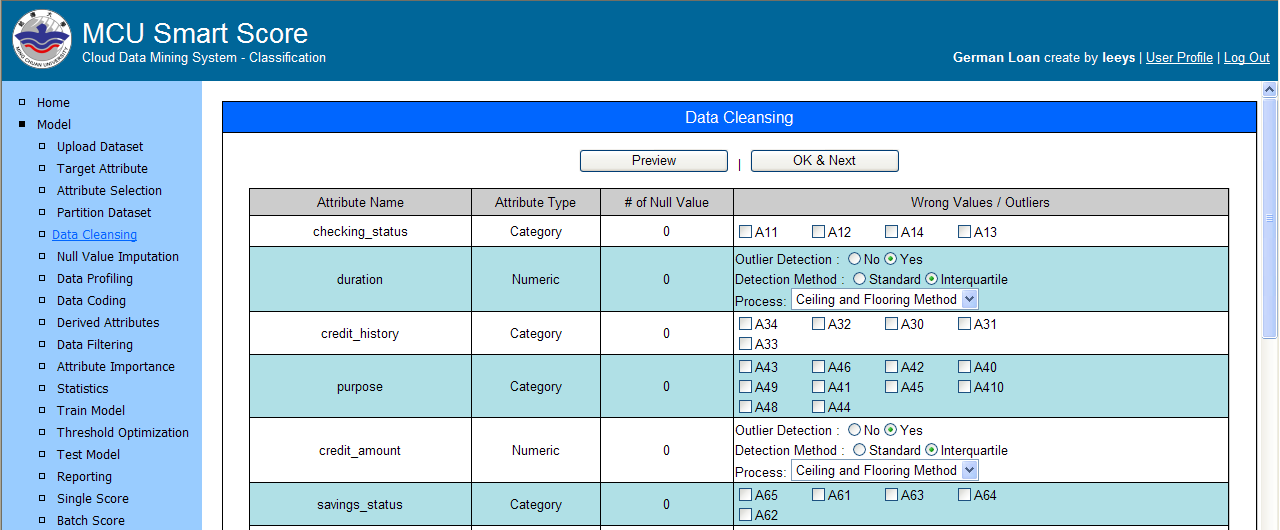 MCU Smart Score
Cloud Data Mining System - Classification
German Loan create by leeys | User Profile | Log Out
Home
Model
Upload Dataset
Target Attribute
Attribute Selection
Partition Dataset
Data Cleansing
Null Value Imputation
Data Profiling
Data Coding
Derived Attributes
Data Filtering
Attribute Importance
Statistics
Train Model
Threshold Optimization
Test Model
Reporting
Single Score
Batch Score
Data Cleansing
Preview | OK & Next
Attribute Name Attribute Type # of Null Value Wrong Values / Outliers
checking_status Category 0 A11 A12 A14 A13
duration Numeric 0
Outlier Detection : No Yes
Detection Method : Standard Interquartile
Process: Ceiling and Flooring Method
credit_history Category 0
A34 A32 A30 A31
A33
purpose Category 0
A43 A46 A42 A40
A49 A41 A45 A410
A48 A44
credit_amount Numeric 0
Outlier Detection : No Yes
Detection Method : Standard Interquartile
Process: Ceiling and Flooring Method
savings_status Category 0
A65 A61 A63 A64
A62